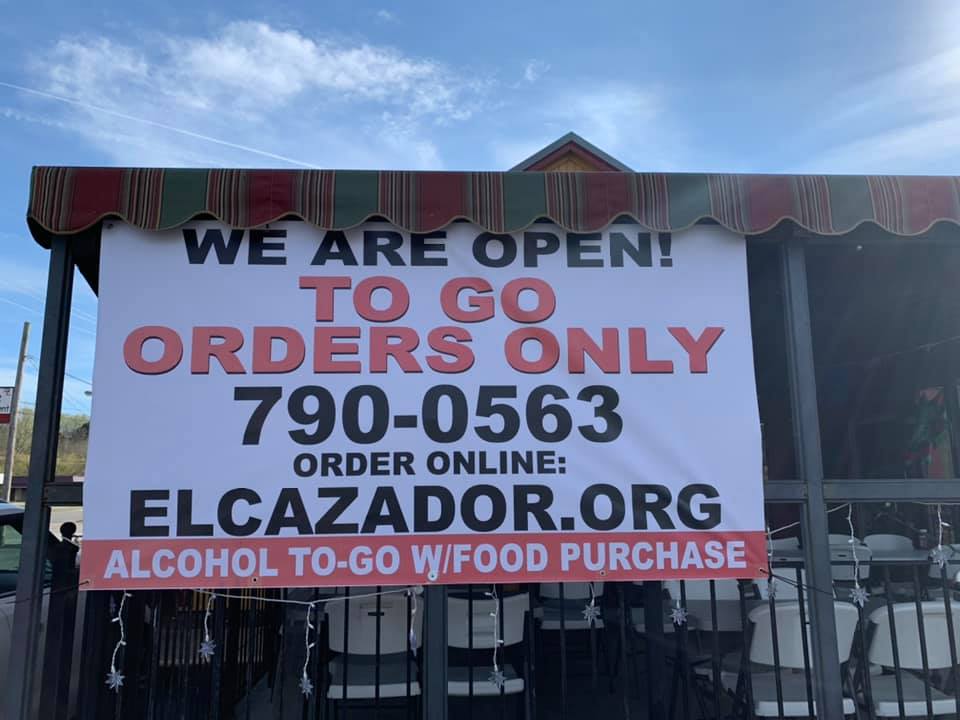 WE ARE OPEN!
TO GO
ORDERS ONLY
790-0563
ORDER ONLINE:
ELCAZADOR.ORG
ALCOHOL TO-GO W/FOOD PURCHASE